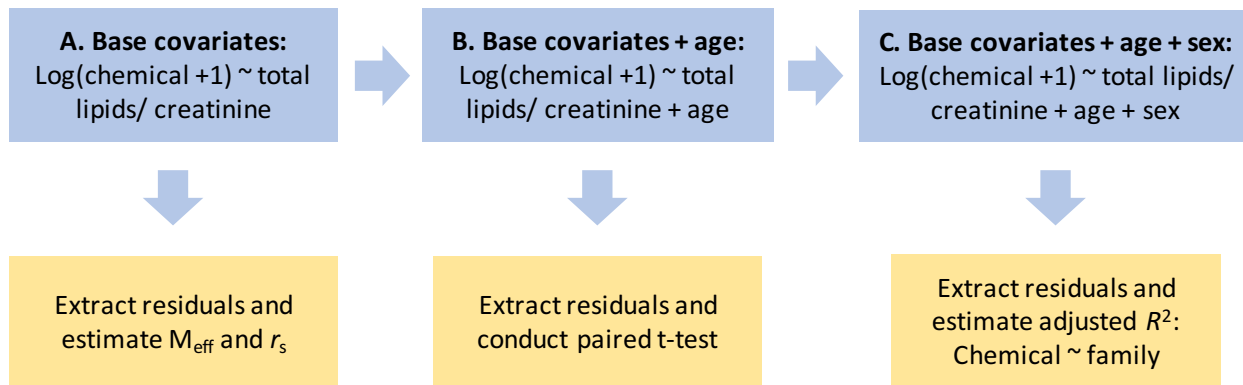 A. Base covariates:
Log(chemical +1) ~ total
lipids/ creatinine
B. Base covariates + age:
Log(chemical +1) ~ total
lipids/ creatinine + age
C. Base covariates + age + sex:
Log(chemical +1) ~ total lipids/
creatinine + age + sex
Extract residuals and
estimate Meff and rs
Extract residuals and
conduct paired t-test
Extract residuals and
estimate adjusted R²:
Chemical ~ family